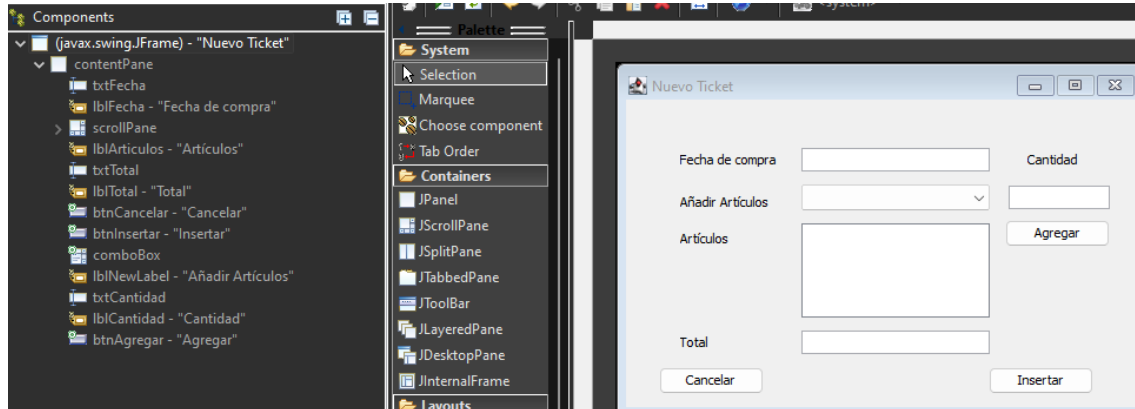 Components
(javax.swing.JFrame) - "Nuevo Ticket"
contentPane
txtFecha
lblFecha - "Fecha de compra"
scrollPane
lblArticulos - "Artículos"
txtTotal
lblTotal - "Total"
btnCancelar - "Cancelar"
btnInsertar - "Insertar"
comboBox
lblNewLabel - "Añadir Artículos"
txtCantidad
lblCantidad - "Cantidad"
btnAgregar - "Agregar"
<system>
Palette
System
Selection
Marquee
Choose component
Tab Order
Containers
JPanel
JScrollPane
JSplitPane
JTabbedPane
JToolBar
JLayeredPane
JDesktopPane
JInternalFrame
Layouts
Nuevo Ticket
Fecha de compra
Cantidad
Añadir Artículos
Artículos
Agregar
Total
Cancelar
Insertar